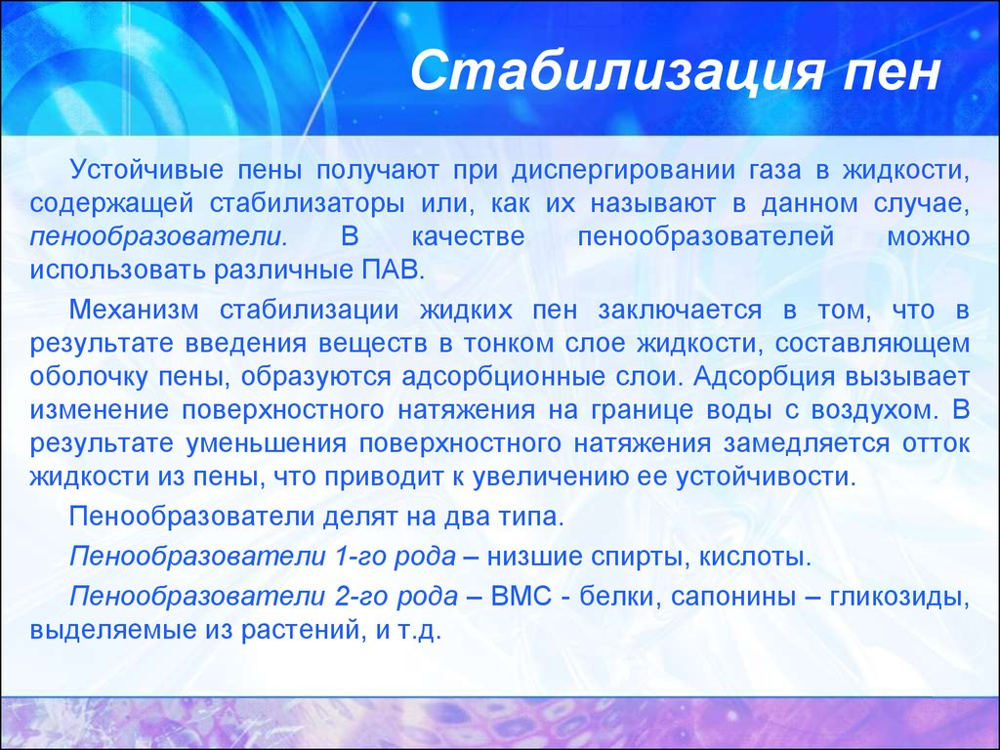 Стабилизация пен
Устойчивые пены получают при диспергировании газа в жидкости,
содержащей стабилизаторы или, как их называют в данном случае,
пенообразователи. В качестве пенообразователей можно
использовать различные ПАВ.
Механизм стабилизации жидких пен заключается в том, что в
результате введения веществ в тонком слое жидкости, составляющем
оболочку пены, образуются адсорбционные слои. Адсорбция вызывает
изменение поверхностного натяжения на границе воды с воздухом. В
результате уменьшения поверхностного натяжения замедляется отток
жидкости из пены, что приводит к увеличению ее устойчивости.
Пенообразователи делят на два типа.
Пенообразователи 1-го рода – низшие спирты, кислоты.
Пенообразователи 2-го рода – ВМС - белки, сапонины – гликозиды,
выделяемые из растений, и т.д.